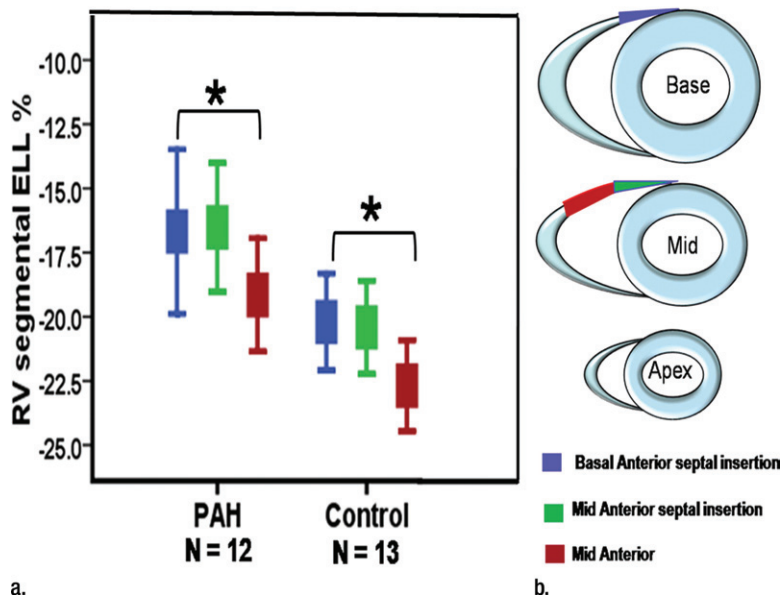 RV segmental ELL %
-10.0
-12.5
-15.0
-17.5
-20.0
-22.5
-25.0
*
*
PAH
N = 12
Control
N = 13
a.
Base
Mid
Apex
Basal Anterior septal insertion
Mid Anterior septal insertion
Mid Anterior
b.